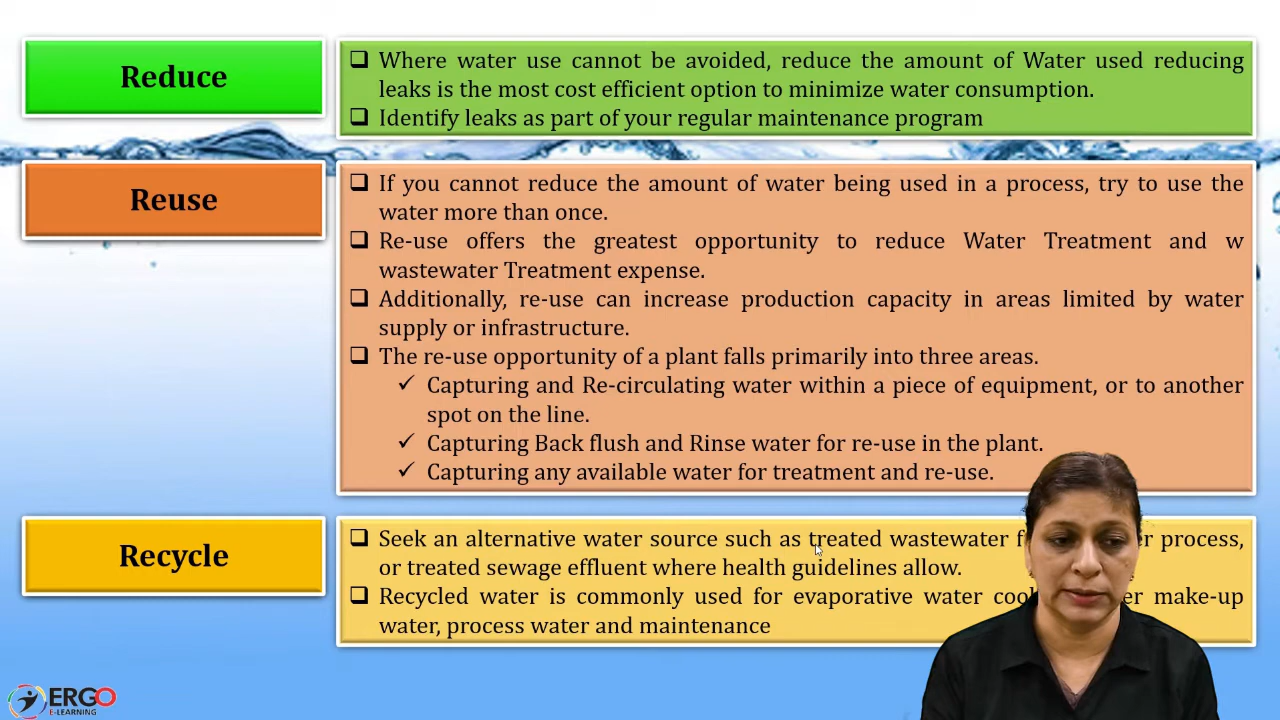 Reduce
Where water use cannot be avoided, reduce the amount of Water used reducing
leaks is the most cost efficient option to minimize water consumption.
Identify leaks as part of your regular maintenance program
Reuse
If you cannot reduce the amount of water being used in a process, try to use the
water more than once.
Re-use offers the greatest opportunity to reduce Water Treatment and w
wastewater Treatment expense.
Additionally, re-use can increase production capacity in areas limited by water
supply or infrastructure.
The re-use opportunity of a plant falls primarily into three areas.
Capturing and Re-circulating water within a piece of equipment, or to another
spot on the line.
Capturing Back flush and Rinse water for re-use in the plant.
Capturing any available water for treatment and re-use.
Recycle
Seek an alternative water source such as treated wastewater process,
or treated sewage effluent where health guidelines allow.
Recycled water is commonly used for evaporative water make-up
water, process water and maintenance
ERGO
E-LEARNING